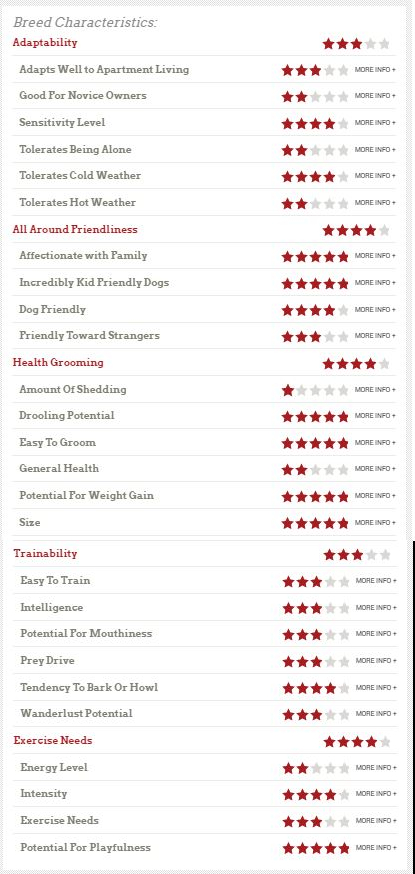 Breed Characteristics:
Adaptability
Adapts Well to Apartment Living MORE INFO +
Good For Novice Owners MORE INFO +
Sensitivity Level MORE INFO +
Tolerates Being Alone MORE INFO +
Tolerates Cold Weather MORE INFO +
Tolerates Hot Weather MORE INFO +
All Around Friendliness
Affectionate with Family MORE INFO +
Incredibly Kid Friendly Dogs MORE INFO +
Dog Friendly MORE INFO +
Friendly Toward Strangers MORE INFO +
Health Grooming
Amount Of Shedding MORE INFO +
Drooling Potential MORE INFO +
Easy To Groom MORE INFO +
General Health MORE INFO +
Potential For Weight Gain MORE INFO +
Size MORE INFO +
Trainability
Easy To Train MORE INFO +
Intelligence MORE INFO +
Potential For Mouthiness MORE INFO +
Prey Drive MORE INFO +
Tendency To Bark Or Howl MORE INFO +
Wanderlust Potential MORE INFO +
Exercise Needs
Energy Level MORE INFO +
Intensity MORE INFO +
Exercise Needs MORE INFO +
Potential For Playfulness MORE INFO +